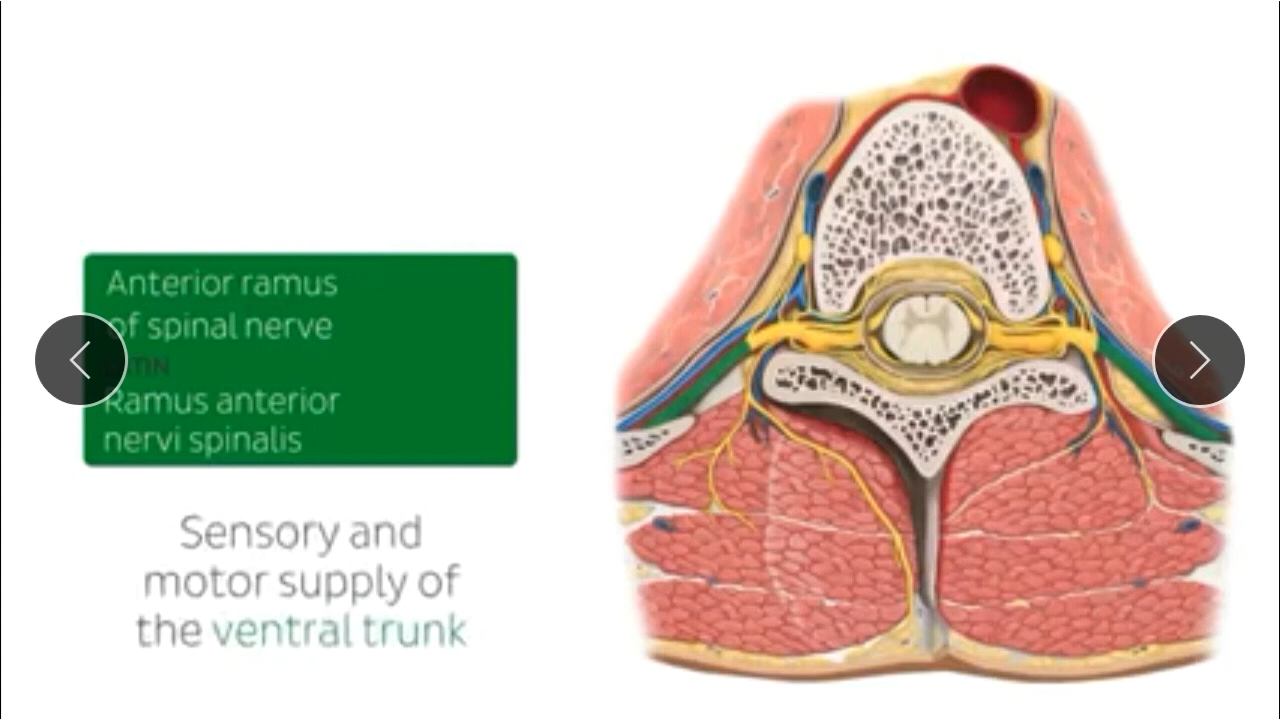 Anterior ramus
of spinal nerve
Ramus anterior
nervi spinalis
Sensory and
motor supply of
the ventral trunk